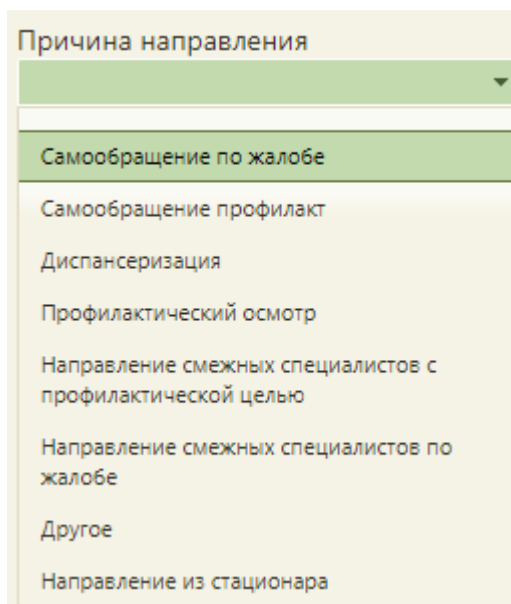 Причина направления
Самообращение по жалобе
Самообращение профилакт
Диспансеризация
Профилактический осмотр
Направление смежных специалистов с
профилактической целью
Направление смежных специалистов по
жалобе
Другое
Направление из стационара